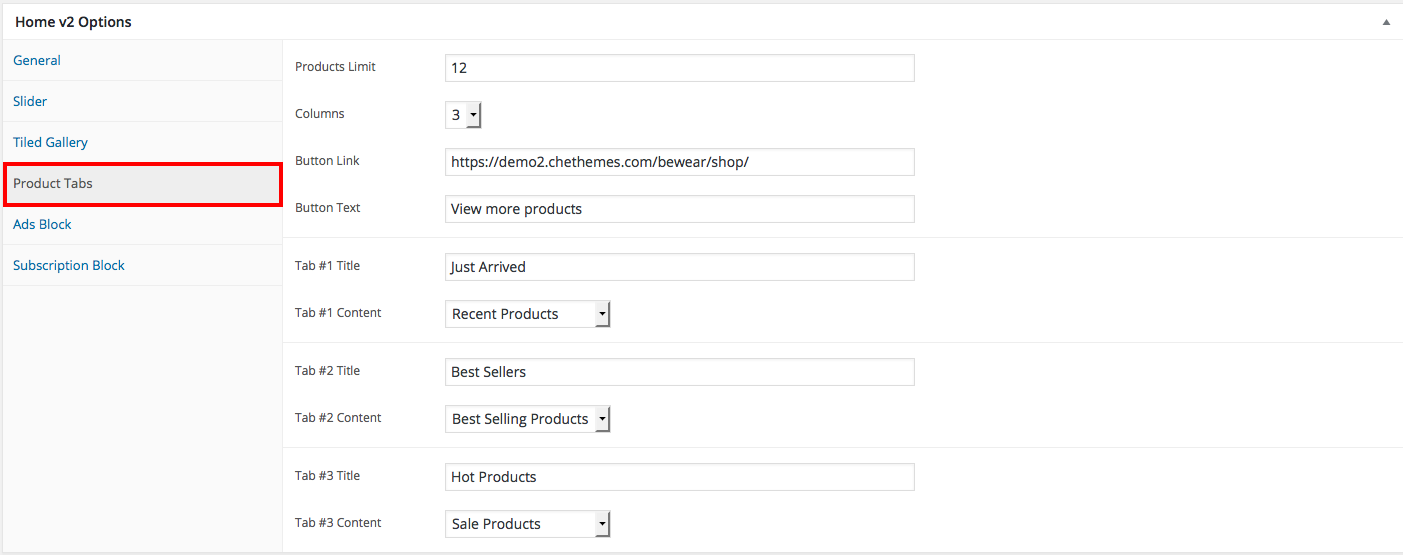 Home v2 Options
General
Slider
Tiled Gallery
Product Tabs
Ads Block
Subscription Block
Products Limit 12
Columns 3
Button Link https://demo2.chethemes.com/bewear/shop/
Button Text View more products
Tab #1 Title Just Arrived
Tab #1 Content Recent Products
Tab #2 Title Best Sellers
Tab #2 Content Best Selling Products
Tab #3 Title Hot Products
Tab #3 Content Sale Products